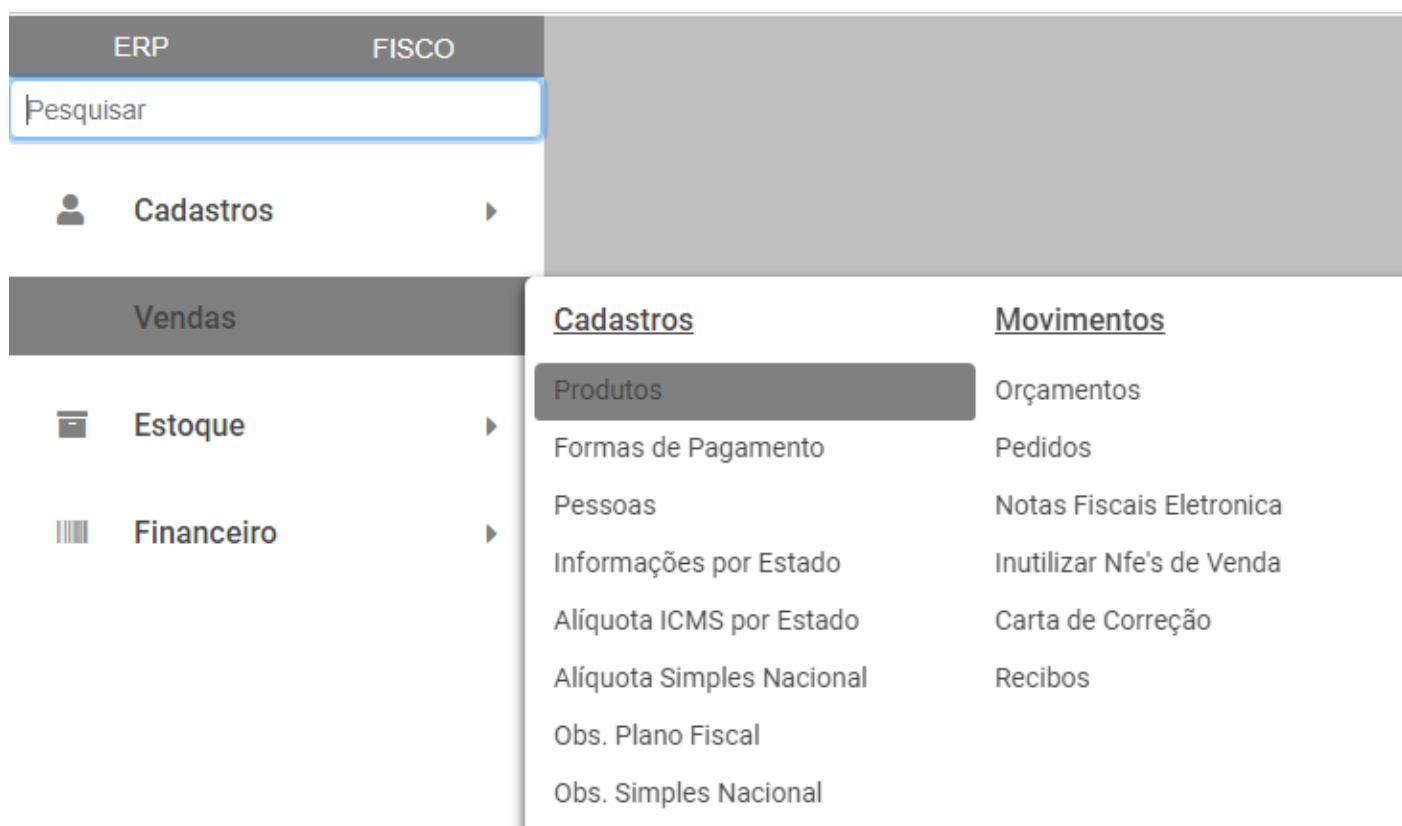 ERP FISCO
Pesquisar
Cadastros
Vendas
Estoque
Financeiro
Cadastros
Produtos
Formas de Pagamento
Pessoas
Informações por Estado
Alíquota ICMS por Estado
Alíquota Simples Nacional
Obs. Plano Fiscal
Obs. Simples Nacional
Movimentos
Orçamentos
Pedidos
Notas Fiscais Eletronica
Inutilizar Nfe's de Venda
Carta de Correção
Recibos